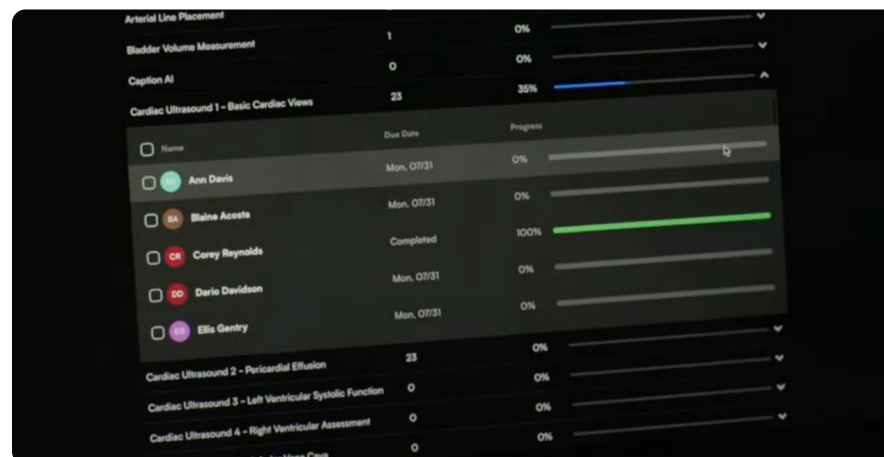 Arterial Line Placement
Bladder Volume Measurement 1 0%
Caption AI 0 0%
Cardiac Ultrasound 1 - Basic Cardiac Views 23 35%
Name Due Date Progress
Ann Davis Mon, 07/31 0%
BA Blaine Acosta Mon, 07/31 0%
CR Corey Reynolds Completed 100%
DD Dario Davidson Mon, 07/31 0%
EG Ellis Gentry Mon, 07/31 0%
Cardiac Ultrasound 2 - Pericardial Effusion 23 0%
Cardiac Ultrasound 3 - Left Ventricular Systolic Function 0 0%
Cardiac Ultrasound 4 - Right Ventricular Assessment 0 0%
Vena Cava 0 0%